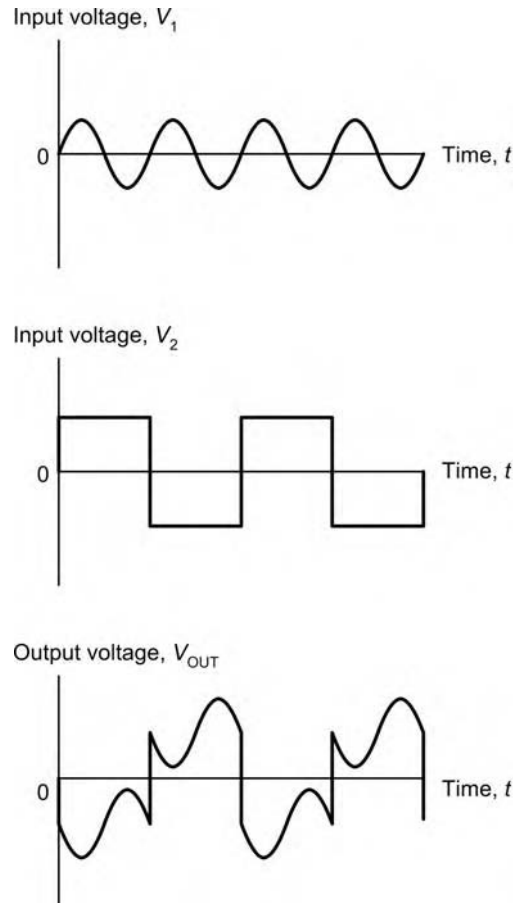 Input voltage, V1
0
Time, t
Input voltage, V2
0
Time, t
Output voltage, VOUT
0
Time, t